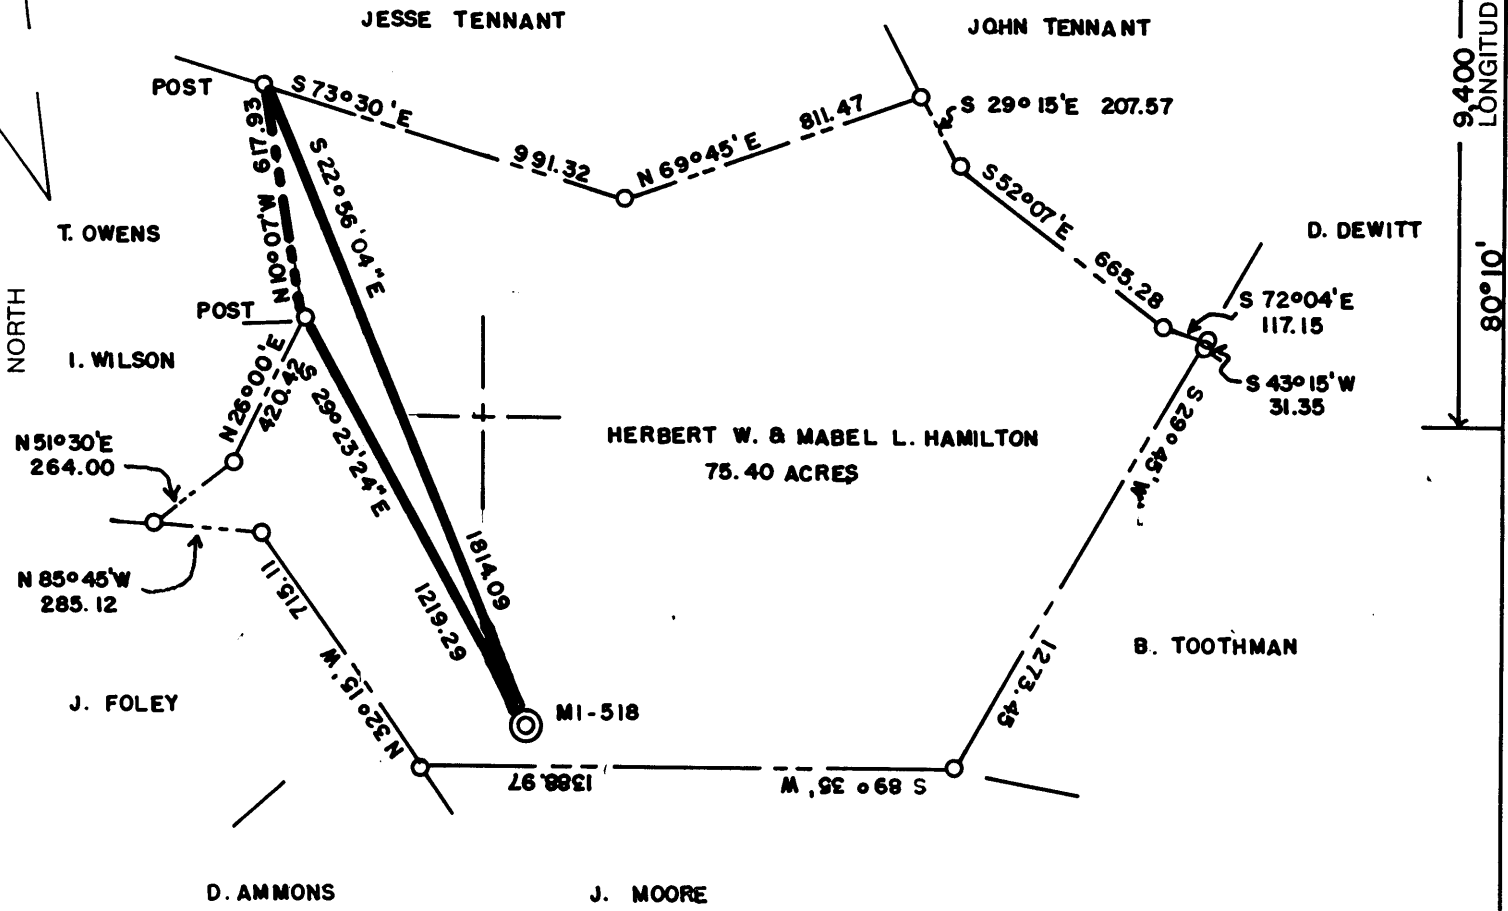 JESSE TENNANT
JOHN TENNANT
9,400
LONGITUD
POST
S 73°30'E
991.32
N 69°45'E
811.47
S 29°15'E 207.57
617.93
N 10°07'W
S 22°56'04"E
1814.09
S 52°07'E
665.28
T. OWENS
D. DEWITT
80°10'
NORTH
POST
S 72°04'E
117.15
I. WILSON
N 26°00'E
420.42
S 29°23'24"E
1219.29
S 43°15'W
31.35
N 51°30'E
264.00
HERBERT W. & MABEL L. HAMILTON
75.40 ACRES
S 29°45'W
1273.45
N 85°45'W
285.12
715.11
N 32°15'W
B. TOOTHMAN
J. FOLEY
MI-518
1388.97
S 89°35'W
D. AMMONS
J. MOORE